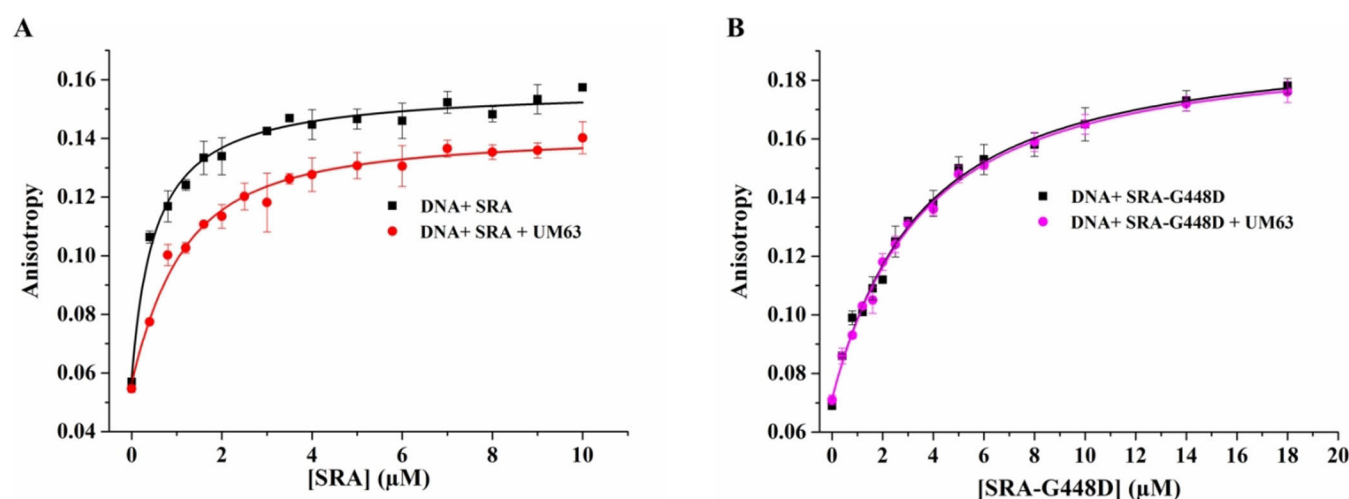 A
B
0.16
0.14
0.12
0.10
0.08
0.06
0.04
Anisotropy
DNA+ SRA
DNA+ SRA + UM63
0 2 4 6 8 10
[SRA] (µM)
0.18
0.16
0.14
0.12
0.10
0.08
0.06
Anisotropy
DNA+ SRA-G448D
DNA+ SRA-G448D + UM63
0 2 4 6 8 10 12 14 16 18 20
[SRA-G448D] (µM)